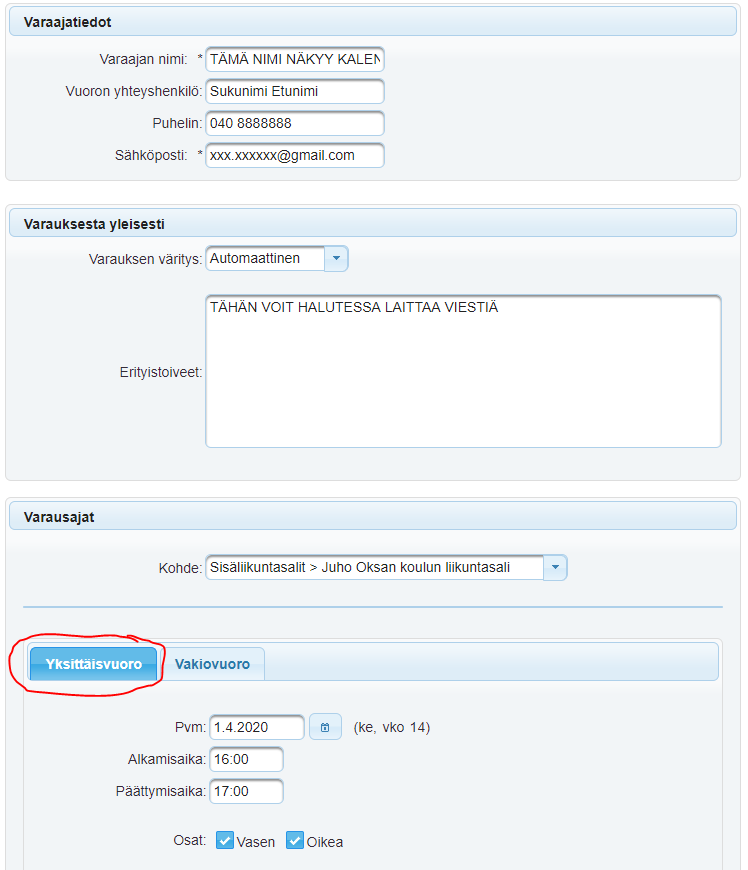 Varaajatiedot
Varaajan nimi: * TÄMÄ NIMI NÄKYY KALEN
Vuoron yhteyshenkilö: Sukunimi Etunimi
Puhelin: 040 8888888
Sähköposti: * xxx.xxxxxx@gmail.com
Varauksesta yleisesti
Varauksen väritys: Automaattinen
TÄHÄN VOIT HALUTESSA LAITTAA VIESTIÄ
Erityistoiveet:
Varausajat
Kohde: Sisäliikuntasalit > Juho Oksan koulun liikuntasali
Yksittäisvuoro Vakiovuoro
Pvm: 1.4.2020 (ke, vko 14)
Alkamisaika: 16:00
Päättymisaika: 17:00
Osat: Vasen Oikea